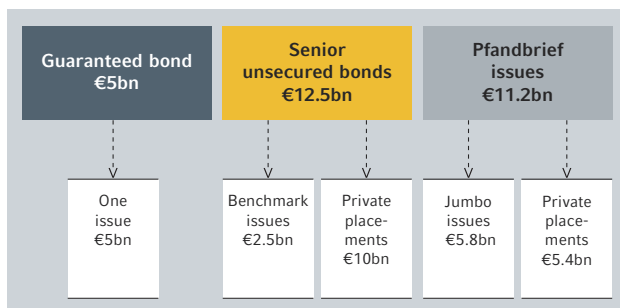 Guaranteed bond
€5bn
Senior
unsecured bonds
€12.5bn
Pfandbrief
issues
€11.2bn
One
issue
€5bn
Benchmark
issues
€2.5bn
Private
place-
ments
€10bn
Jumbo
issues
€5.8bn
Private
place-
ments
€5.4bn